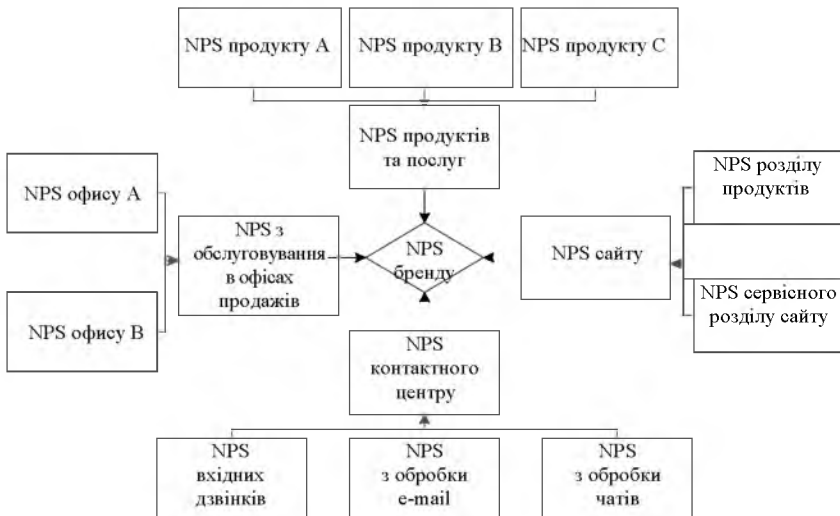 NPS продукту A
NPS продукту B
NPS продукту C
NPS продуктів
та послуг
NPS офису A
NPS офису B
NPS з
обслуговування
в офісах
продажів
NPS
бренду
NPS сайту
NPS розділу
продуктів
NPS сервісного
розділу сайту
NPS
контактного
центру
NPS
вхідних
дзвінків
NPS
з обробки
e-mail
NPS
з обробки
чатів